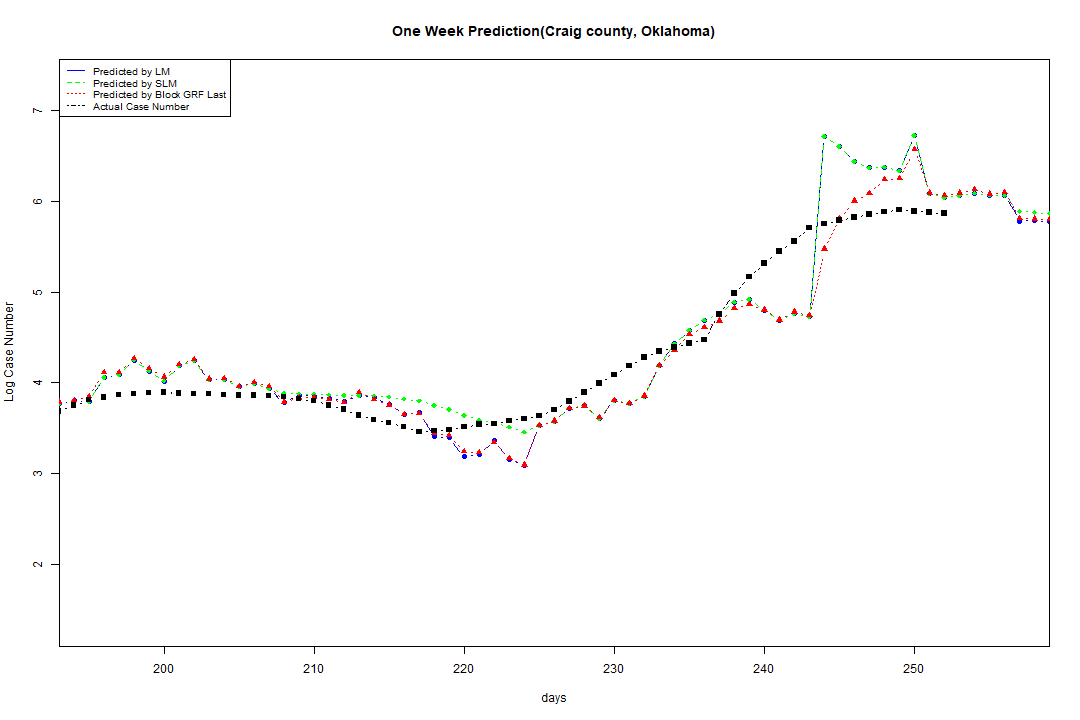 One Week Prediction(Craig county, Oklahoma)
Predicted by LM
Predicted by SLM
Predicted by Block GRF Last
Actual Case Number
7
6
5
4
3
2
Log Case Number
200 210 220 230 240 250
days